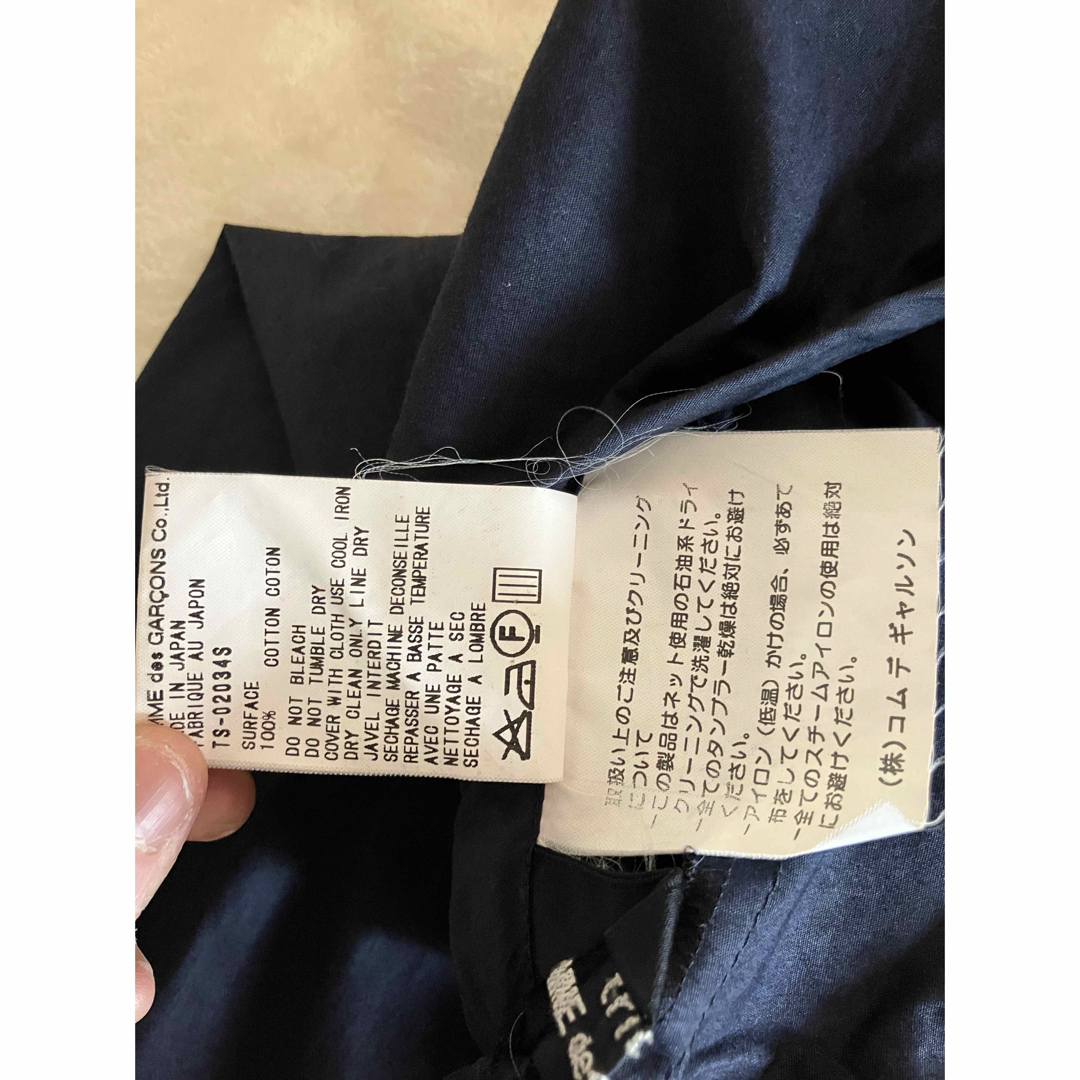 MME des GARÇONS Co.,Ltd.
DE IN JAPAN
FABRIQUE AU JAPON
TS-02034S
SURFACE
100% COTTON COTON
DO NOT BLEACH
DO NOT TUMBLE DRY
COVER WITH CLOTH USE COOL IRON
DRY CLEAN ONLY LINE DRY
JAVEL INTERDIT
SECHAGE MACHINE DECONSEILLE
REPASSER A BASSE TEMPERATURE
AVEC UNE PATTE
NETTOYAGE A SEC
SECHAGE A LOMBRE
F
取扱い上のご注意及びクリーニング
について
-この製品はネット使用の石油系ドライ
クリーニングで洗濯してください。
-全てのタンブラー乾燥は絶対にお避け
ください。
-アイロン(低温)かけの場合、必ずあて
布をしてください。
-全てのスチームアイロンの使用は絶対
にお避けください。
(株)コム デ ギャルソン